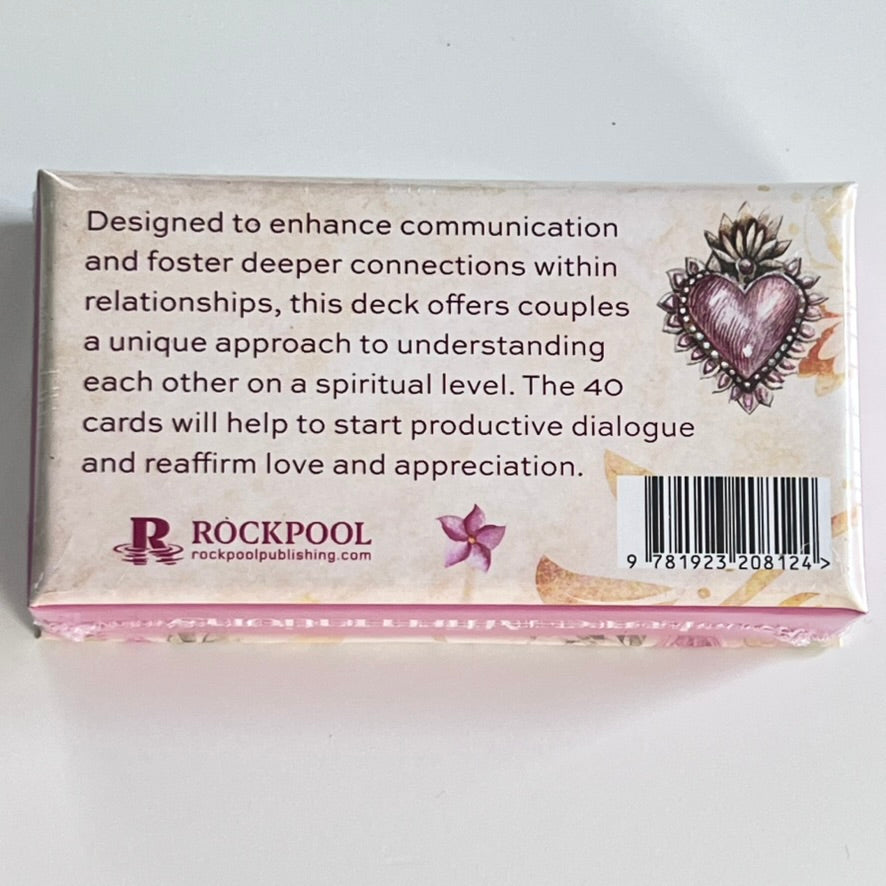 Designed to enhance communication
and foster deeper connections within
relationships, this deck offers couples
a unique approach to understanding
each other on a spiritual level. The 40
cards will help to start productive dialogue
and reaffirm love and appreciation.
R ROCKPOOL
rockpoolpublishing.com
9 781923 208124 >